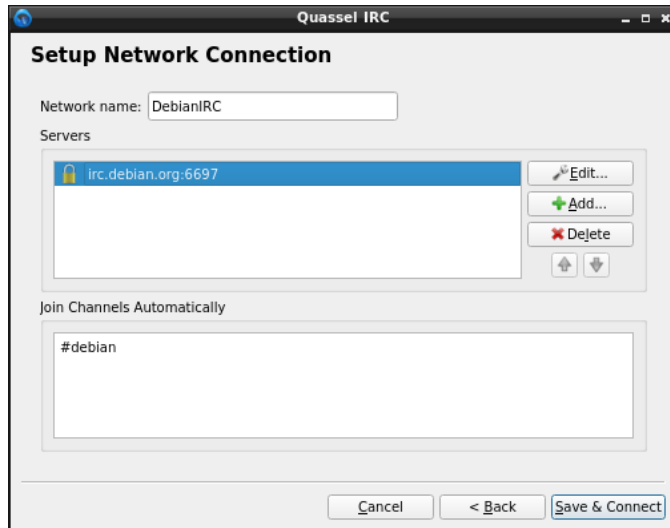 Quassel IRC
Setup Network Connection
Network name: DebianIRC
Servers
irc.debian.org:6697
Edit...
Add...
Delete
Join Channels Automatically
#debian
Cancel
< Back
Save & Connect